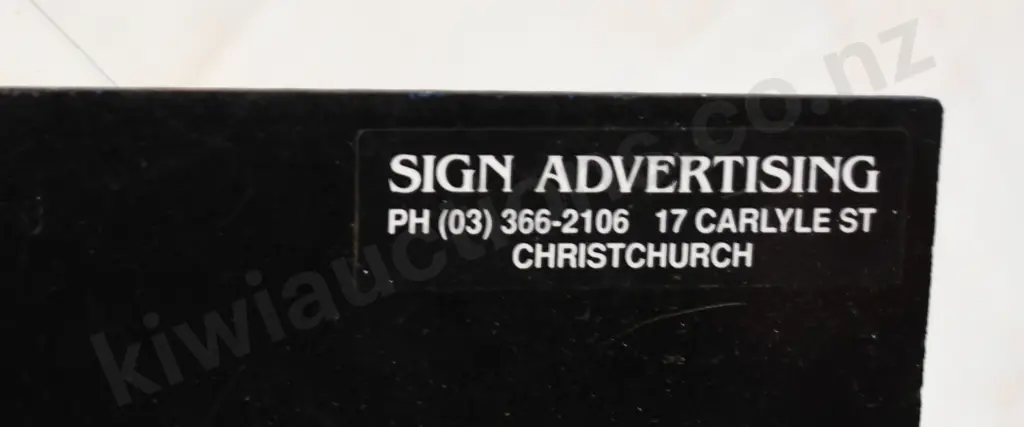 SIGN ADVERTISING
PH (03) 366-2106 17 CARLYLE ST
CHRISTCHURCH
kiwiauctions.co.nz